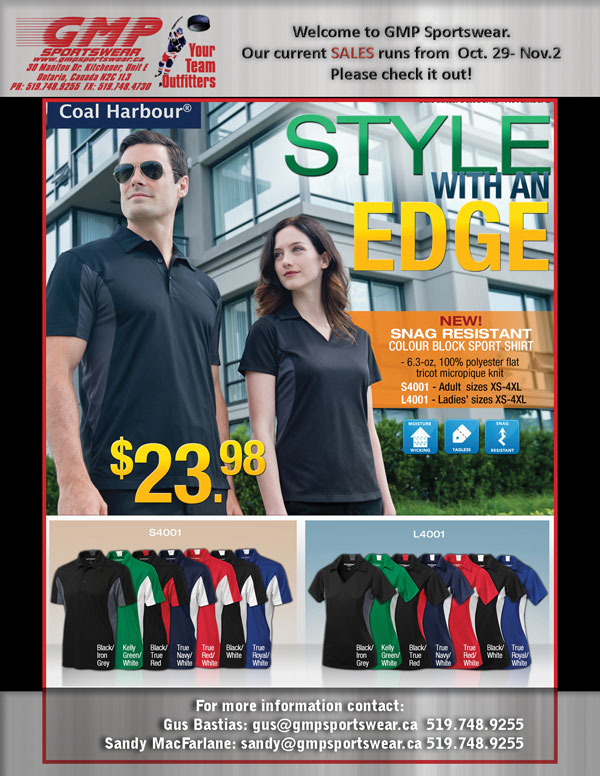 GMP
SPORTSWEAR
www.gmpsportswear.ca
30 Manitou Dr. Kitchener, Unit E
Ontario, Canada N2C 1L3
PH: 519.748.9255 FX: 519.748.4730
Your
Team
Outfitters
Welcome to GMP Sportswear.
Our current SALES runs from Oct. 29- Nov.2
Please check it out!
Coal Harbour®
STYLE
WITH AN
EDGE
NEW!
SNAG RESISTANT
COLOUR BLOCK SPORT SHIRT
- 6.3-oz, 100% polyester flat
tricot micropique knit
S4001 - Adult sizes XS-4XL
L4001 - Ladies' sizes XS-4XL
MOISTURE
WICKING
TAGLESS
SNAG
RESISTANT
$23.98
S4001
Black/
Iron
Grey
Kelly
Green/
White
Black/
True
Red
True
Navy/
White
True
Red/
White
Black/
White
True
Royal/
White
L4001
Black/
Iron
Grey
Kelly
Green/
White
Black/
True
Red
True
Navy/
White
True
Red/
White
Black/
White
True
Royal/
White
For more information contact:
Gus Bastias: gus@gmpsportswear.ca 519.748.9255
Sandy MacFarlane: sandy@gmpsportswear.ca 519.748.9255